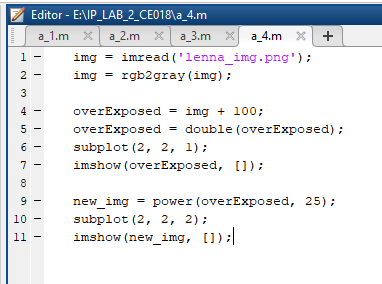 Editor - E:\IP_LAB_2_CE018\a_4.m
a_1.m a_2.m a_3.m a_4.m +
1 – img = imread('lenna_img.png');
2 – img = rgb2gray(img);
3
4 – overExposed = img + 100;
5 – overExposed = double(overExposed);
6 – subplot(2, 2, 1);
7 – imshow(overExposed, []);
8
9 – new_img = power(overExposed, 25);
10 – subplot(2, 2, 2);
11 – imshow(new_img, []);